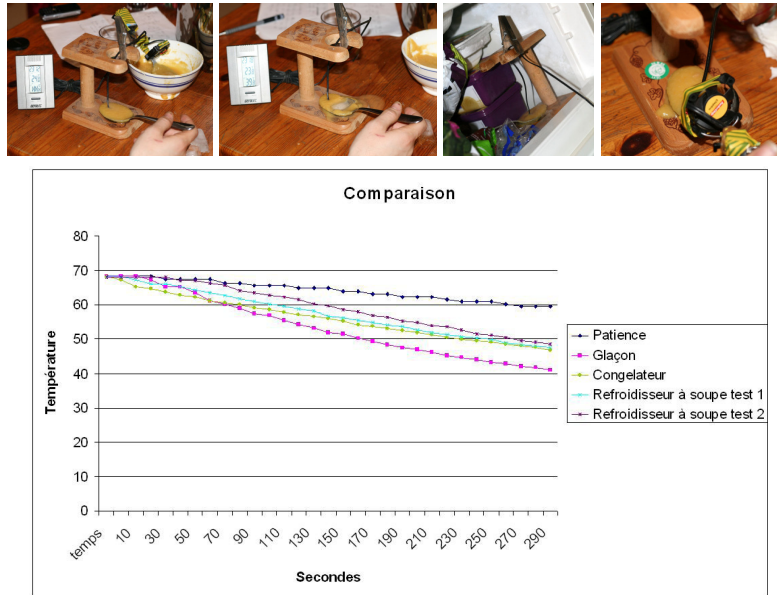 Comparaison
80
70
60
50
40
30
20
10
0
Température
temps
10
30
50
70
90
110
130
150
170
190
210
230
250
270
290
Secondes
Patience
Glaçon
Congelateur
Refroidisseur à soupe test 1
Refroidisseur à soupe test 2